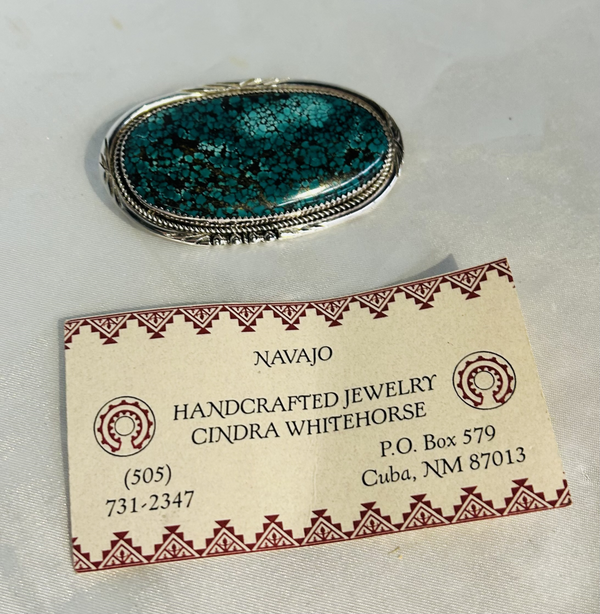 NAVAJO
HANDCRAFTED JEWELRY
CINDRA WHITEHORSE
(505)
731-2347
P.O. Box 579
Cuba, NM 87013